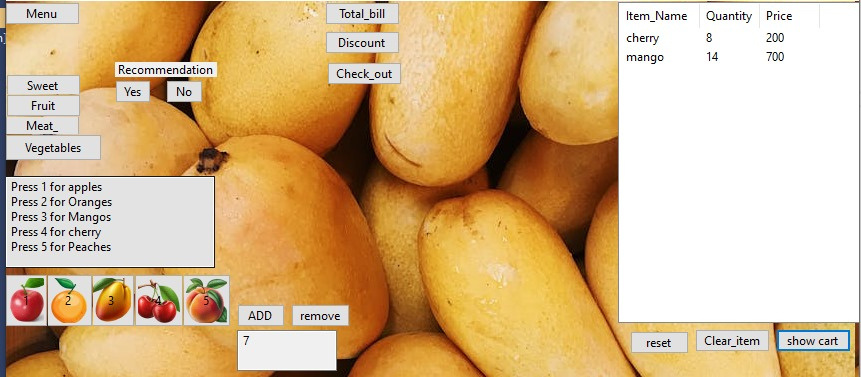 Menu
Total_bill
Discount
Recommendation
Check_out
Yes No
Sweet
Fruit
Meat_
Vegetables
Press 1 for apples
Press 2 for Oranges
Press 3 for Mangos
Press 4 for cherry
Press 5 for Peaches
1 2 3 4 5
ADD remove
7
Item_Name Quantity Price
cherry 8 200
mango 14 700
reset Clear_item show cart